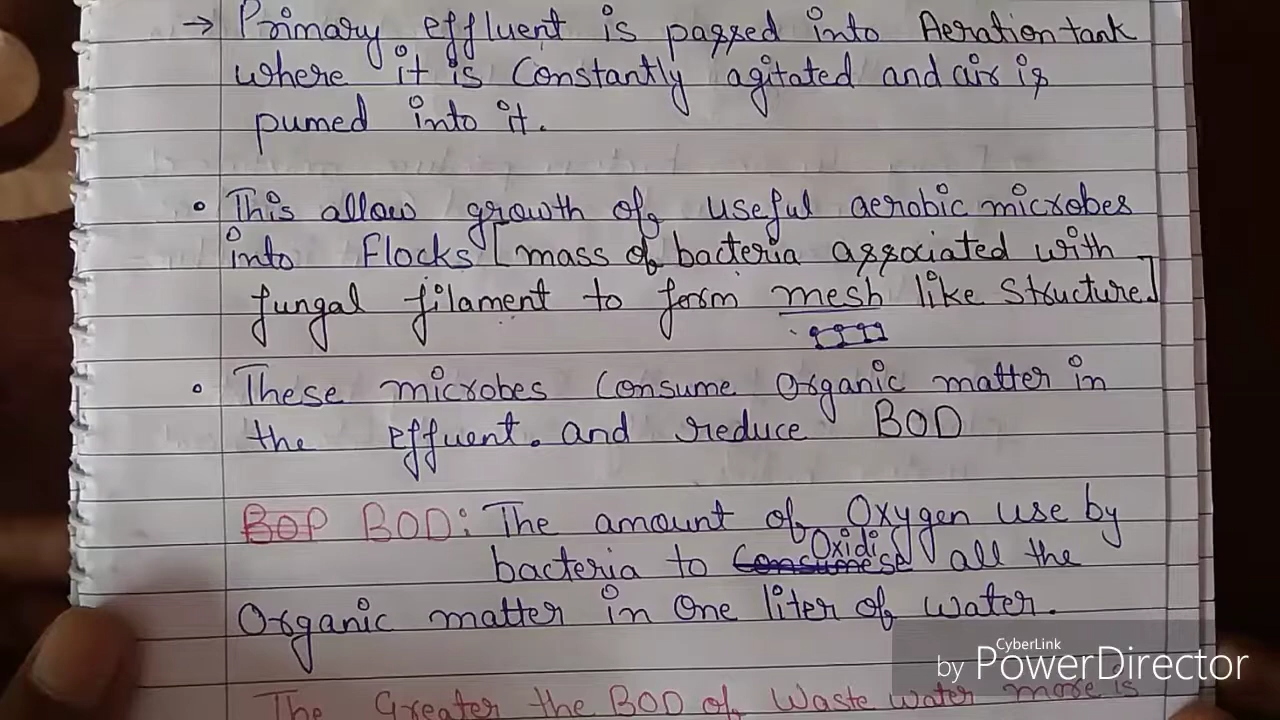 → Primary effluent is passed into Aeration tank
where it is Constantly agitated and air is
pumed into it.
• This allow growth of useful aerobic microbes
into Flocks [mass of bacteria associated with
fungal filament to form mesh like Structure]
• These microbes Consume Organic matter in
the effuent. and reduce BOD
BOP BOD: The amount of Oxygen use by
bacteria to Consumese Oxidi all the
Organic matter in One liter of water.
The Greater the BOD of Waste water more is
CyberLink
by PowerDirector